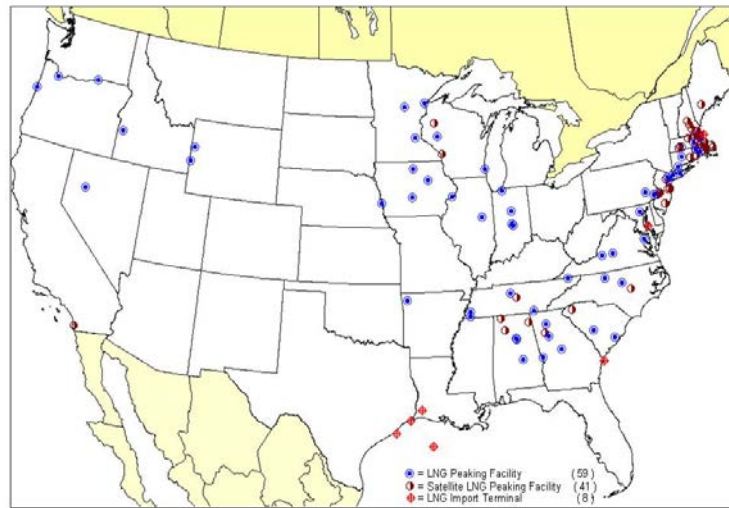 = LNG Peaking Facility (59)
= Satellite LNG Peaking Facility (41)
= LNG Import Terminal (8)